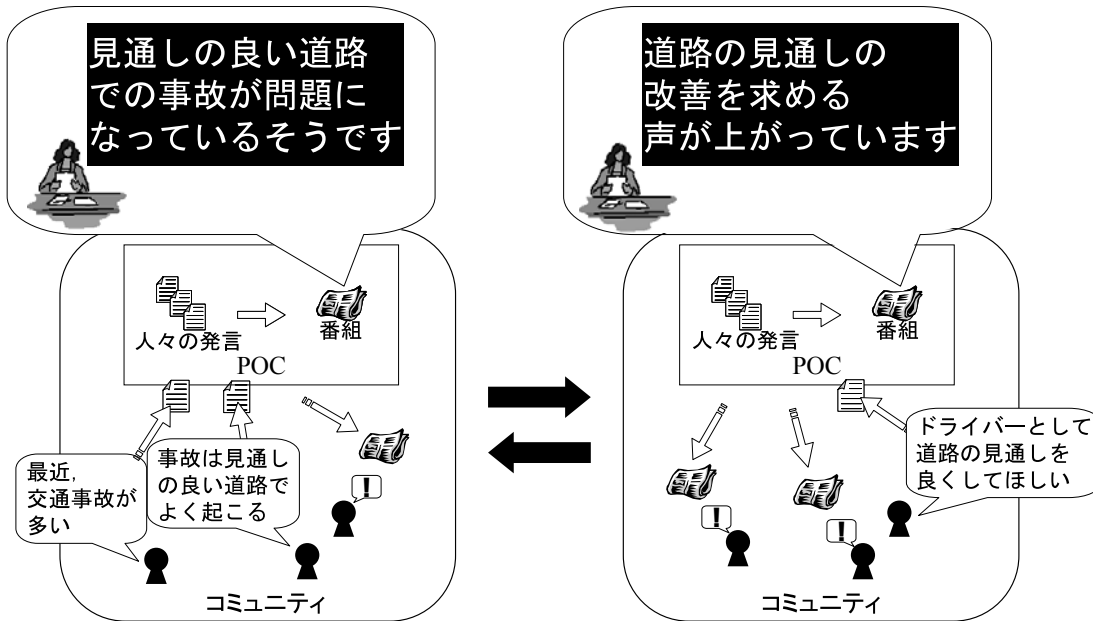 見通しの良い道路
での事故が問題に
なっているそうです
人々の発言
番組
POC
最近,
交通事故が
多い
事故は見通し
の良い道路で
よく起こる
!
コミュニティ
道路の見通しの
改善を求める
声が上がっています
人々の発言
番組
POC
ドライバーとして
道路の見通しを
良くしてほしい
!
!
コミュニティ